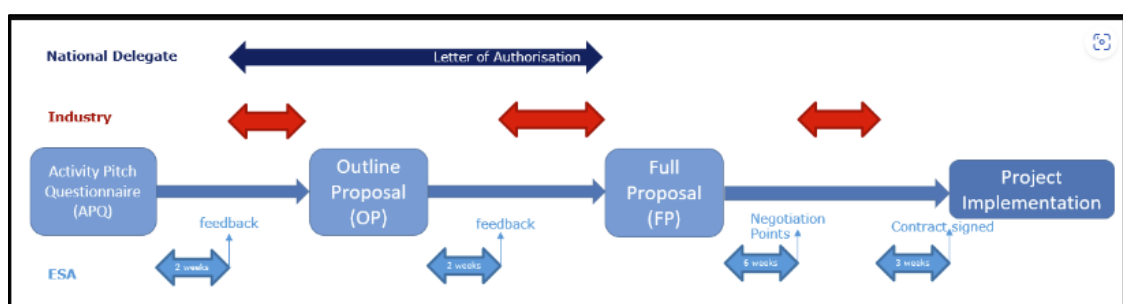 National Delegate
Letter of Authorisation
Industry
Activity Pitch
Questionnaire
(APQ)
Outline
Proposal
(OP)
Full
Proposal
(FP)
Project
Implementation
feedback
feedback
Negotiation
Points
Contract signed
2 weeks
2 weeks
6 weeks
3 weeks
ESA